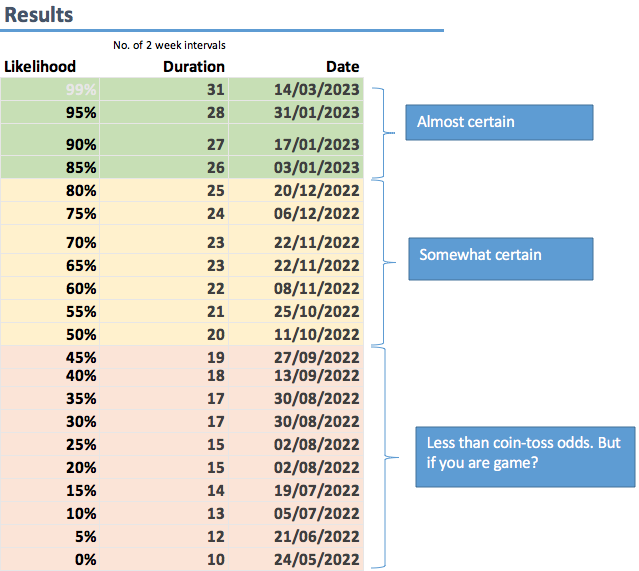 Results
No. of 2 week intervals
Likelihood Duration Date
99% 31 14/03/2023
95% 28 31/01/2023
90% 27 17/01/2023
85% 26 03/01/2023
80% 25 20/12/2022
75% 24 06/12/2022
70% 23 22/11/2022
65% 23 22/11/2022
60% 22 08/11/2022
55% 21 25/10/2022
50% 20 11/10/2022
45% 19 27/09/2022
40% 18 13/09/2022
35% 17 30/08/2022
30% 17 30/08/2022
25% 15 02/08/2022
20% 15 02/08/2022
15% 14 19/07/2022
10% 13 05/07/2022
5% 12 21/06/2022
0% 10 24/05/2022
Almost certain
Somewhat certain
Less than coin-toss odds. But
if you are game?